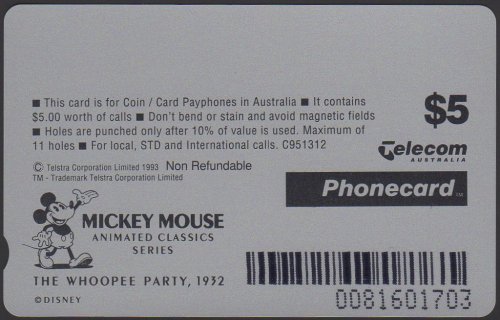 ■ This card is for Coin / Card Payphones in Australia ■ It contains
$5.00 worth of calls ■ Don't bend or stain and avoid magnetic fields
■ Holes are punched only after 10% of value is used. Maximum of
11 holes ■ For local, STD and International calls. C951312
$5
Telecom
AUSTRALIA
© Telstra Corporation Limited 1993 Non Refundable
TM - Trademark Telstra Corporation Limited
Phonecard TM
MICKEY MOUSE
ANIMATED CLASSICS
SERIES
THE WHOOPEE PARTY, 1932
© DISNEY
0081601703